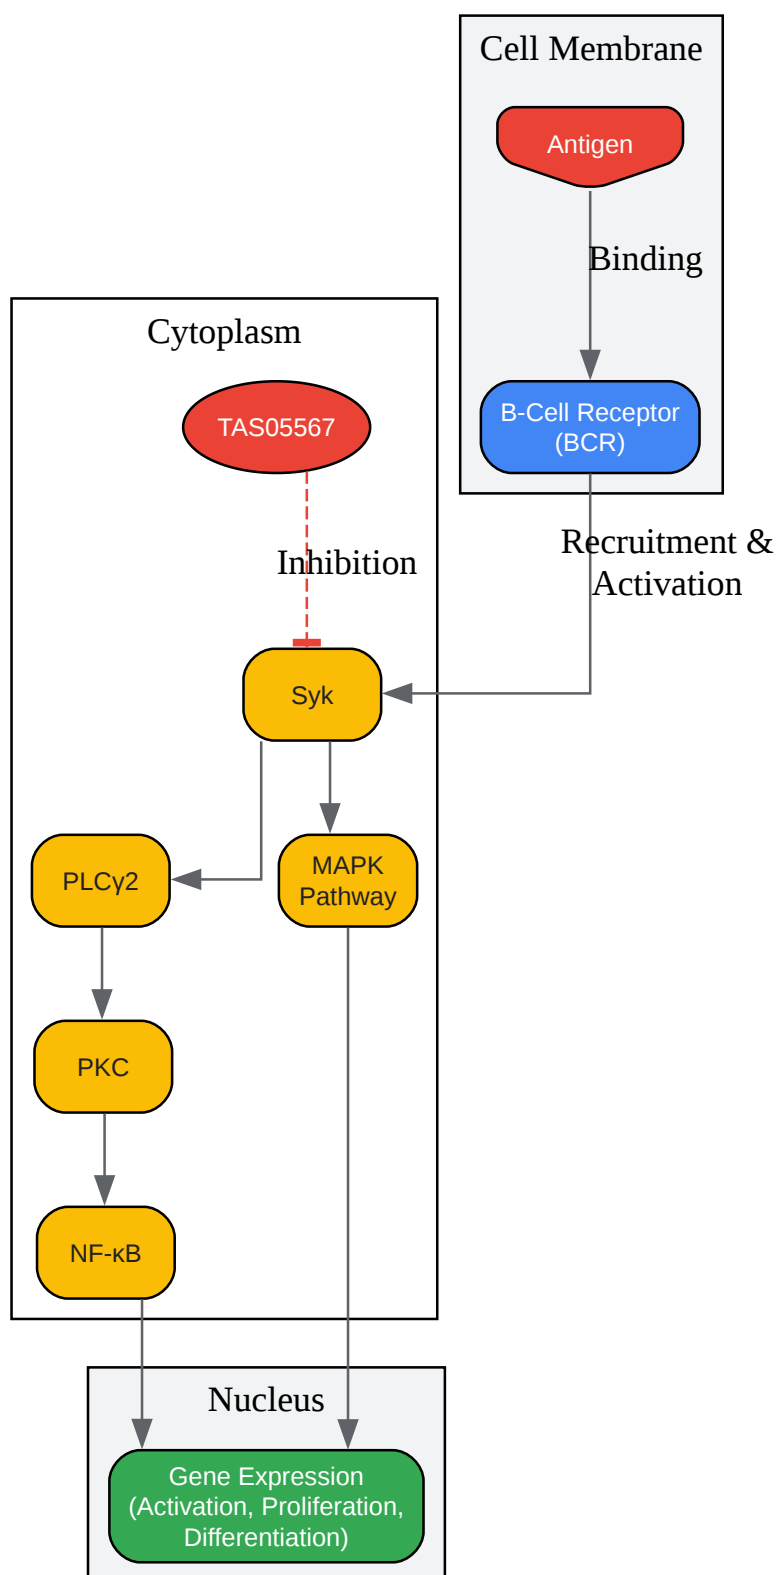 Cell Membrane
Antigen
Binding
Cytoplasm
TAS05567
B-Cell Receptor
(BCR)
Inhibition
Recruitment &
Activation
Syk
PLCγ2
MAPK
Pathway
PKC
NF-κB
Nucleus
Gene Expression
(Activation, Proliferation,
Differentiation)